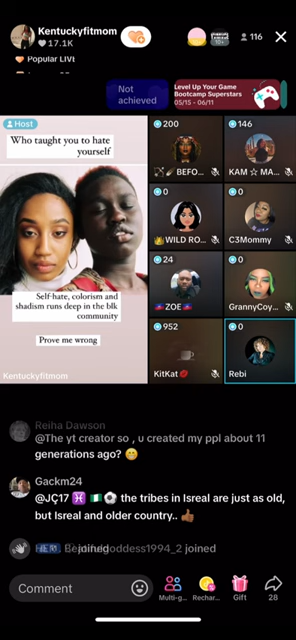 Kentuckyfitmom
17.1K
116
Popular LIVE
Not achieved
Level Up Your Game
Bootcamp Superstars
05/15 - 06/11
Host
Who taught you to hate
yourself
Self-hate, colorism and
shadism runs deep in the blk
community
Prove me wrong
Kentuckyfitmom
200
BEFO...
146
KAM ☆ MA...
0
👑WILD RO...
0
C3Mommy
24
🇭🇹ZOE🇭🇹
0
GrannyCoy...
952
KitKat💋
0
Rebi
Reiha Dawson
@The yt creator so , u created my ppl about 11
generations ago? 🤭
Gackm24
@JÇ17 ♓ 🇳🇬⚽ the tribes in Isreal are just as old,
but Isreal and older country.. 👍🏾
joined
goddess1994_2 joined
Comment
Multi-g...
Rechar...
Gift
28